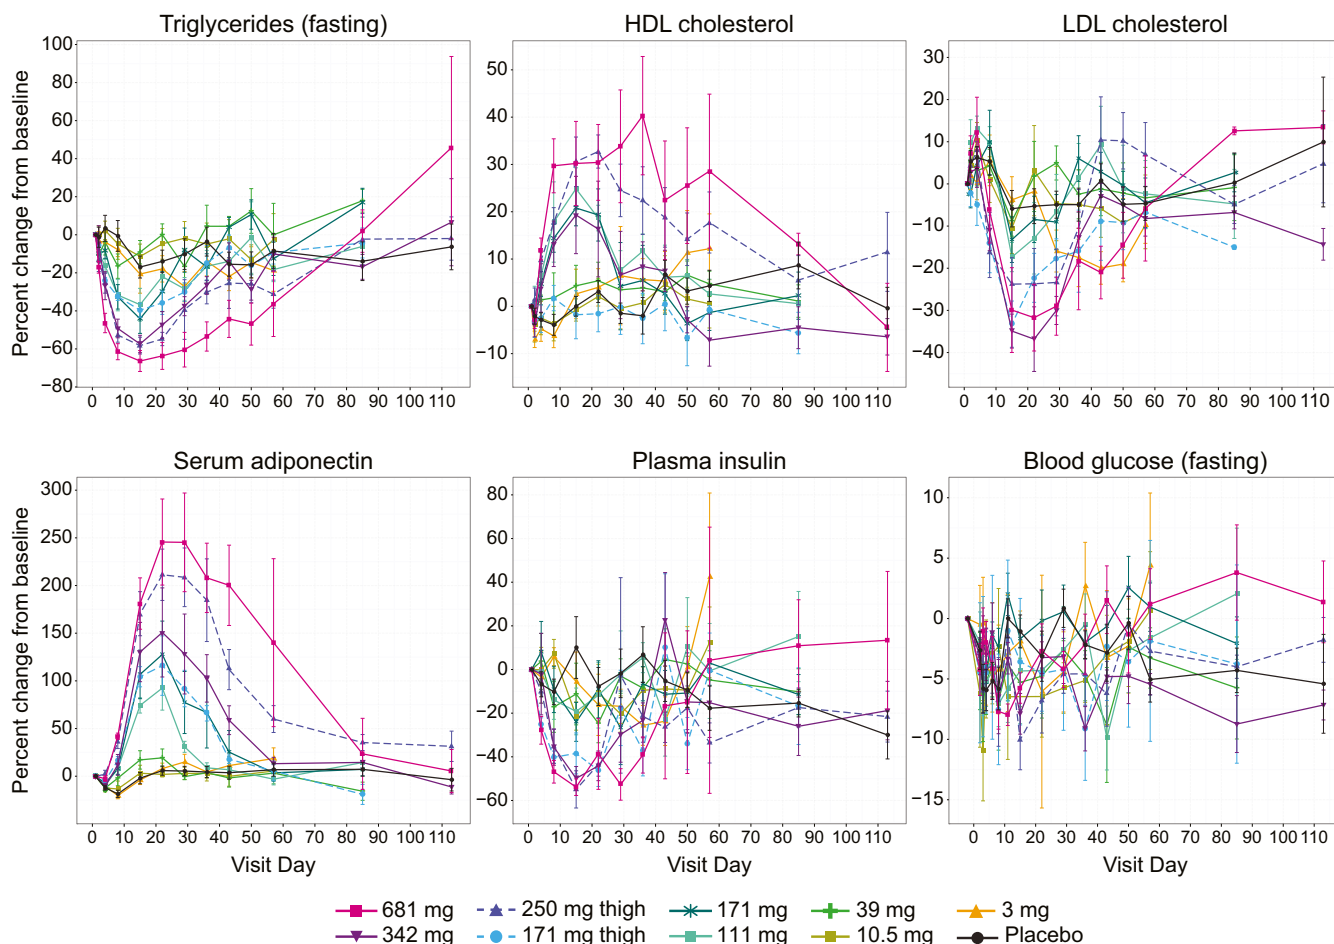 Triglycerides (fasting)
HDL cholesterol
LDL cholesterol
Percent change from baseline
100
80
60
40
20
0
−20
−40
−60
−80
0 10 20 30 40 50 60 70 80 90 100 110
50
40
30
20
10
0
−10
0 10 20 30 40 50 60 70 80 90 100 110
30
20
10
0
−10
−20
−30
−40
0 10 20 30 40 50 60 70 80 90 100 110
Serum adiponectin
Plasma insulin
Blood glucose (fasting)
Percent change from baseline
300
250
200
150
100
50
0
0 10 20 30 40 50 60 70 80 90 100 110
80
60
40
20
0
−20
−40
−60
0 10 20 30 40 50 60 70 80 90 100 110
10
5
0
−5
−10
−15
0 10 20 30 40 50 60 70 80 90 100 110
Visit Day
Visit Day
Visit Day
681 mg 250 mg thigh 171 mg 39 mg 3 mg
342 mg 171 mg thigh 111 mg 10.5 mg Placebo